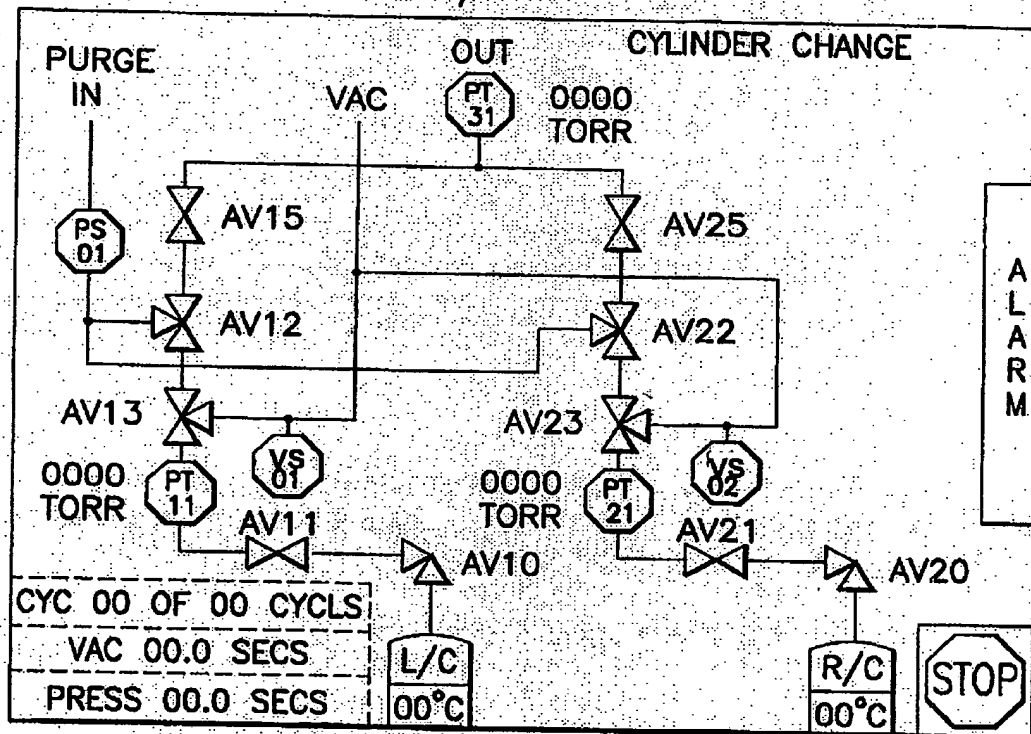 CYLINDER CHANGE
PURGE
IN
VAC
OUT
PT
31
0000
TORR
PS
01
AV15
AV25
AV12
AV22
AV13
AV23
VS
01
VS
02
0000
TORR
PT
11
0000
TORR
PT
21
AV11
AV10
AV21
AV20
A
L
A
R
M
CYC 00 OF 00 CYCLS
VAC 00.0 SECS
PRESS 00.0 SECS
L/C
00°C
R/C
00°C
STOP